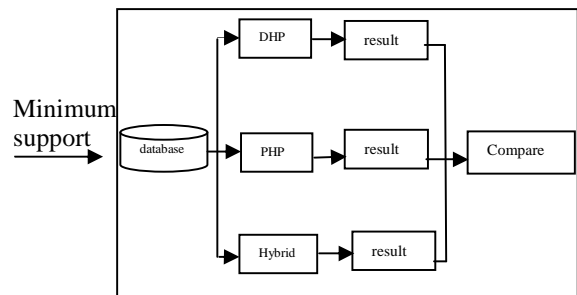 DHP
result
Minimum
support
database
PHP
result
Compare
Hybrid
result